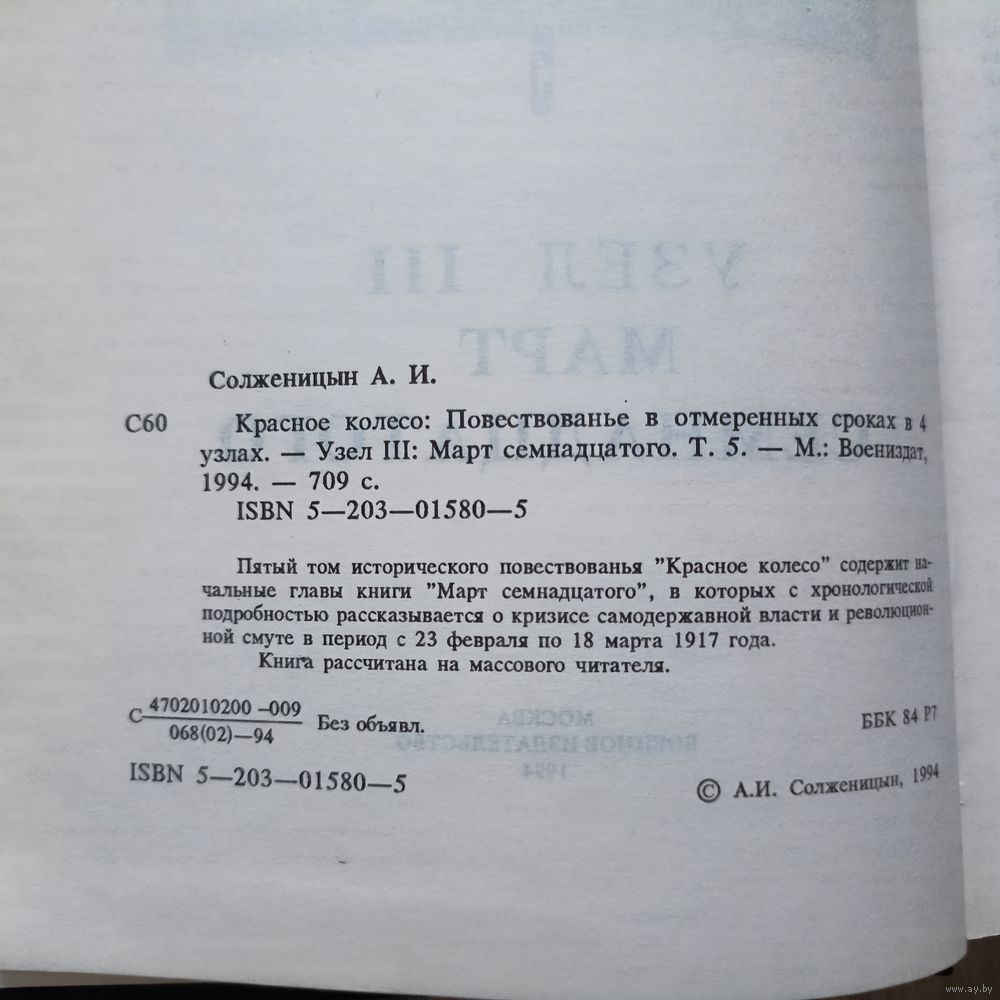 Солженицын А. И.
С60 Красное колесо: Повествованье в отмеренных сроках в 4
узлах. — Узел III: Март семнадцатого. Т. 5. — М.: Воениздат,
1994. — 709 с.
ISBN 5—203—01580—5
Пятый том исторического повествованья "Красное колесо" содержит на-
чальные главы книги "Март семнадцатого", в которых с хронологической
подробностью рассказывается о кризисе самодержавной власти и революцион-
ной смуте в период с 23 февраля по 18 марта 1917 года.
Книга рассчитана на массового читателя.
С 4702010200 —009
068(02)—94
Без объявл.
ББК 84 Р7
ISBN 5—203—01580—5
© А.И. Солженицын, 1994
www.ay.by